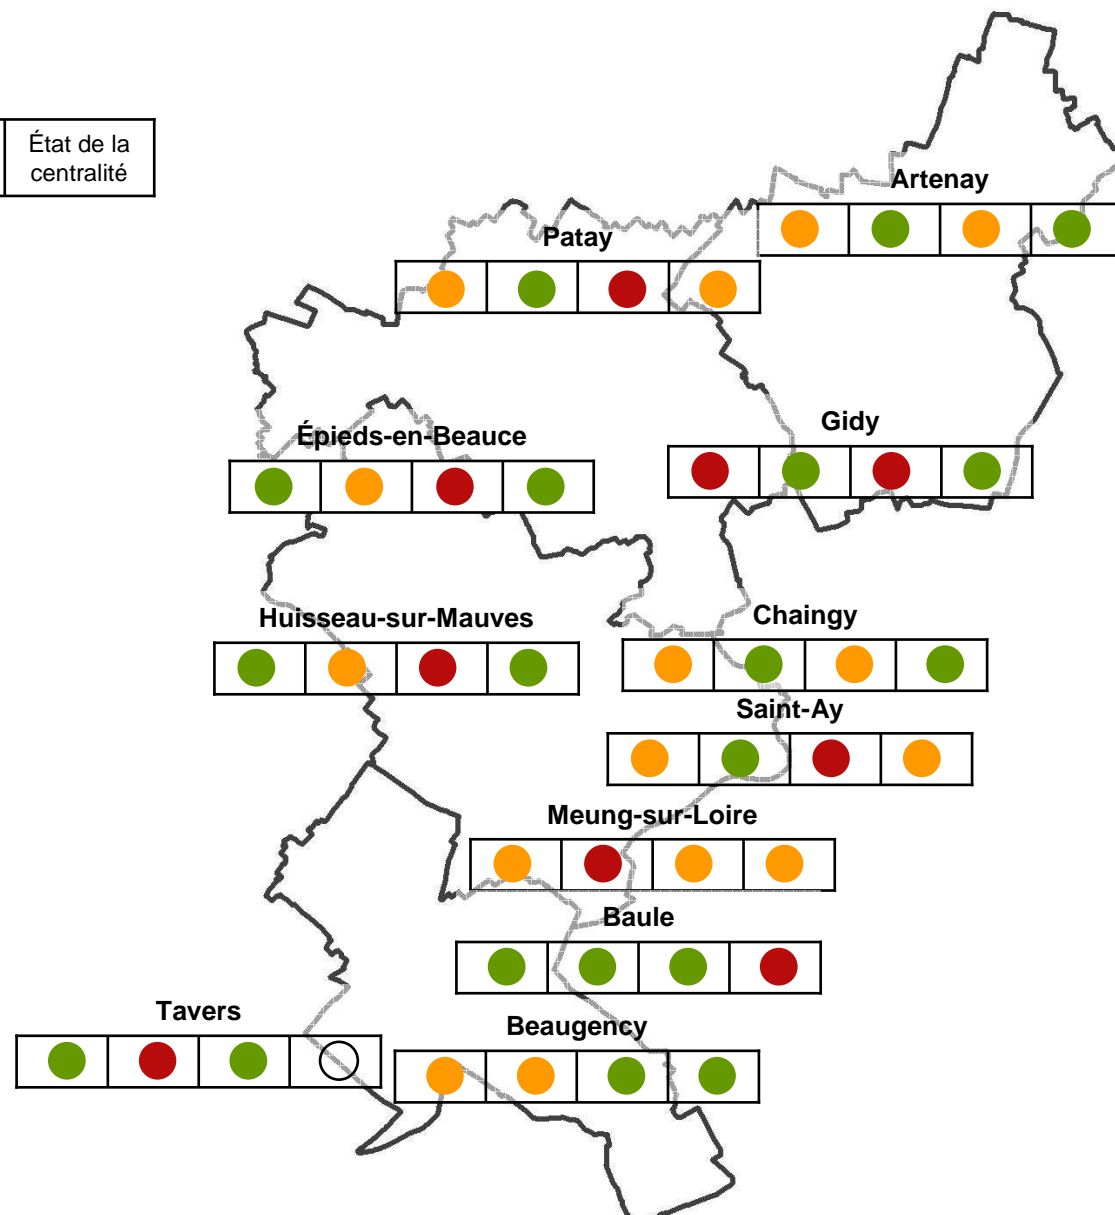 État de la
centralité
Artenay
Patay
Gidy
Épieds-en-Beauce
Huisseau-sur-Mauves
Chaingy
Saint-Ay
Meung-sur-Loire
Baule
Tavers
Beaugency